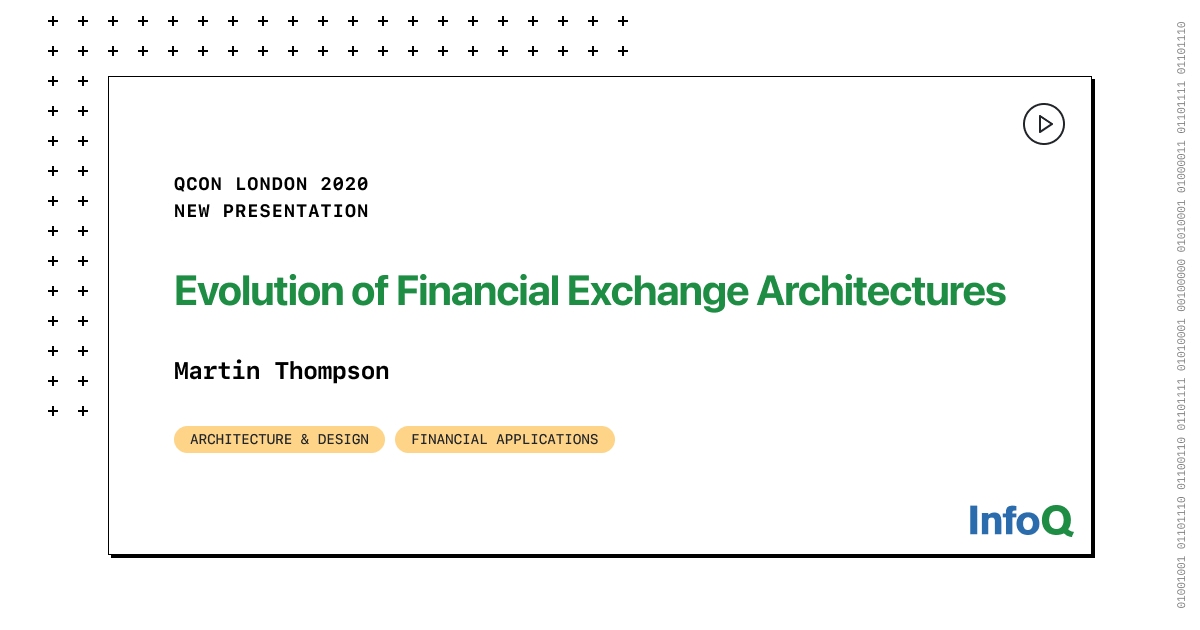 QCON LONDON 2020
NEW PRESENTATION
Evolution of Financial Exchange Architectures
Martin Thompson
ARCHITECTURE & DESIGN
FINANCIAL APPLICATIONS
InfoQ
01001001 01101110 01100110 01101111 01010001 00100000 01010001 01000011 01101111 01101110